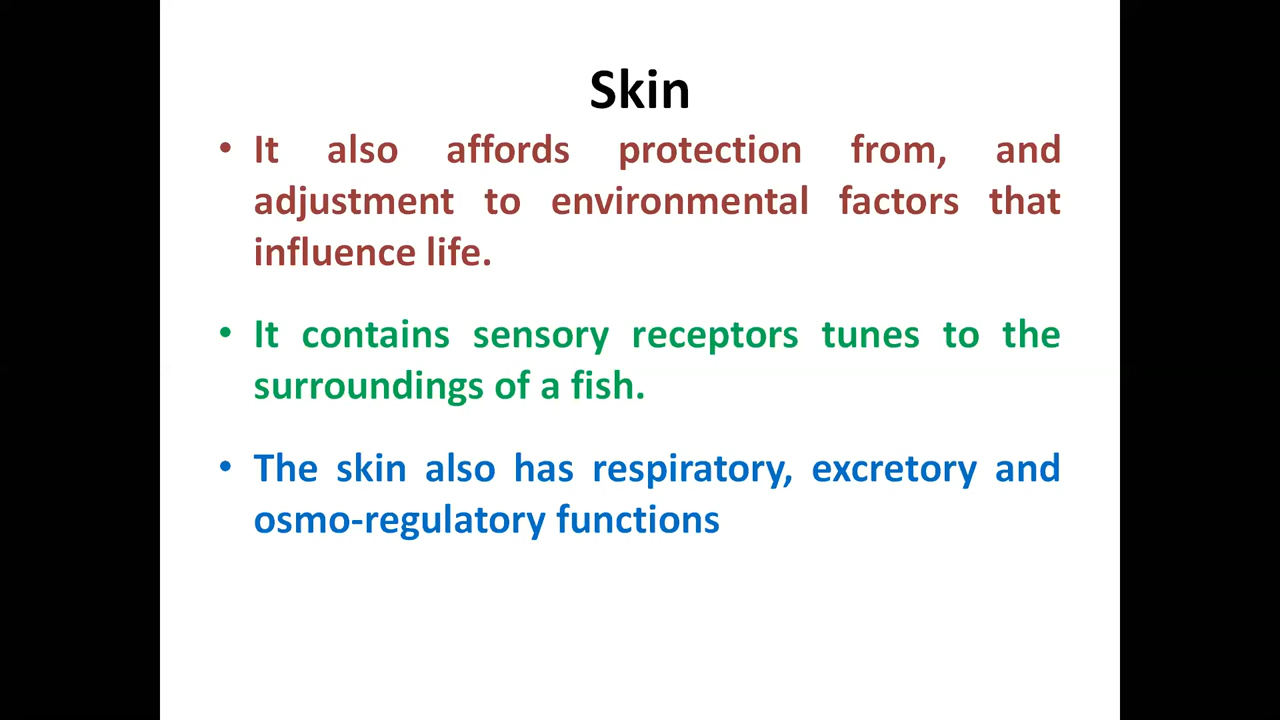 Skin
• It also affords protection from, and
adjustment to environmental factors that
influence life.
• It contains sensory receptors tunes to the
surroundings of a fish.
• The skin also has respiratory, excretory and
osmo-regulatory functions